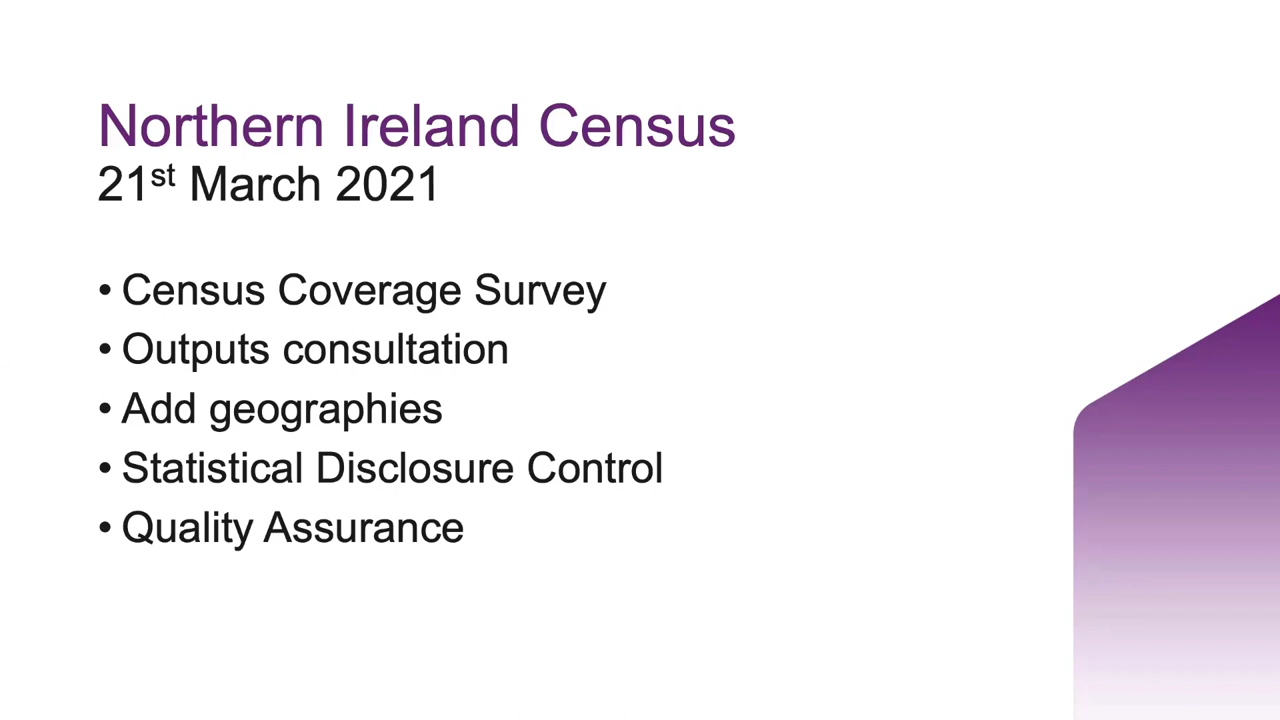 Northern Ireland Census
21st March 2021
• Census Coverage Survey
• Outputs consultation
• Add geographies
• Statistical Disclosure Control
• Quality Assurance